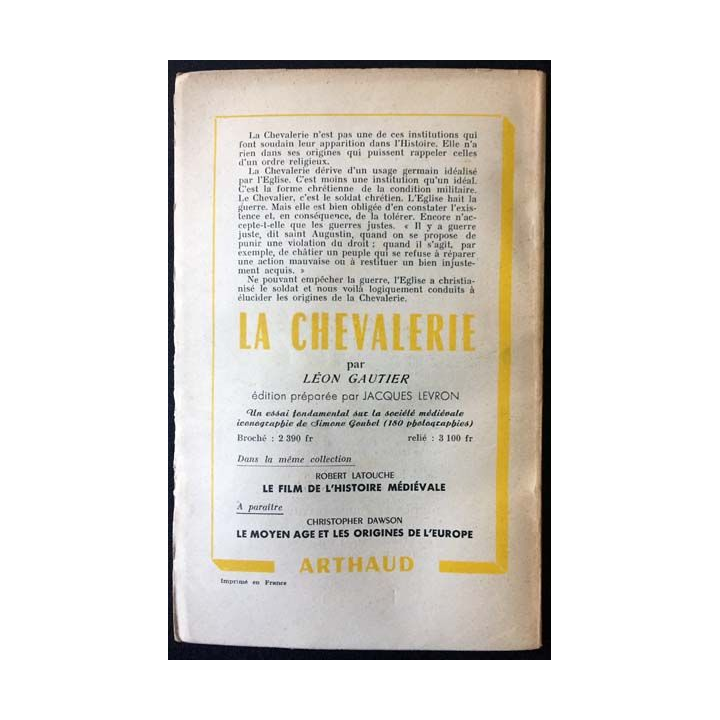 La Chevalerie n'est pas une de ces institutions qui
font soudain leur apparition dans l'Histoire. Elle n'a
rien dans ses origines qui puissent rappeler celles
d'un ordre religieux.
La Chevalerie dérive d'un usage germain idéalisé
par l'Eglise. C'est moins une institution qu'un idéal.
C'est la forme chrétienne de la condition militaire.
Le Chevalier, c'est le soldat chrétien. L'Eglise hait la
guerre. Mais elle est bien obligée d'en constater l'exis-
tence et, en conséquence, de la tolérer. Encore n'ac-
cepte-t-elle que les guerres justes. « Il y a guerre
juste, dit saint Augustin, quand on se propose de
punir une violation du droit ; quand il s'agit, par
exemple, de châtier un peuple qui se refuse à réparer
une action mauvaise ou à restituer un bien injuste-
ment acquis. »
Ne pouvant empêcher la guerre, l'Eglise a christia-
nisé le soldat et nous voilà logiquement conduits à
élucider les origines de la Chevalerie.
LA CHEVALERIE
par
LÉON GAUTIER
édition préparée par JACQUES LEVRON
Un essai fondamental sur la société médiévale
iconographie de Simone Goubet (180 photographies)
Broché : 2 390 fr relié : 3 100 fr
Dans la même collection
ROBERT LATOUCHE
LE FILM DE L'HISTOIRE MÉDIÉVALE
A paraître
CHRISTOPHER DAWSON
LE MOYEN AGE ET LES ORIGINES DE L'EUROPE
ARTHAUD
Imprimé en France